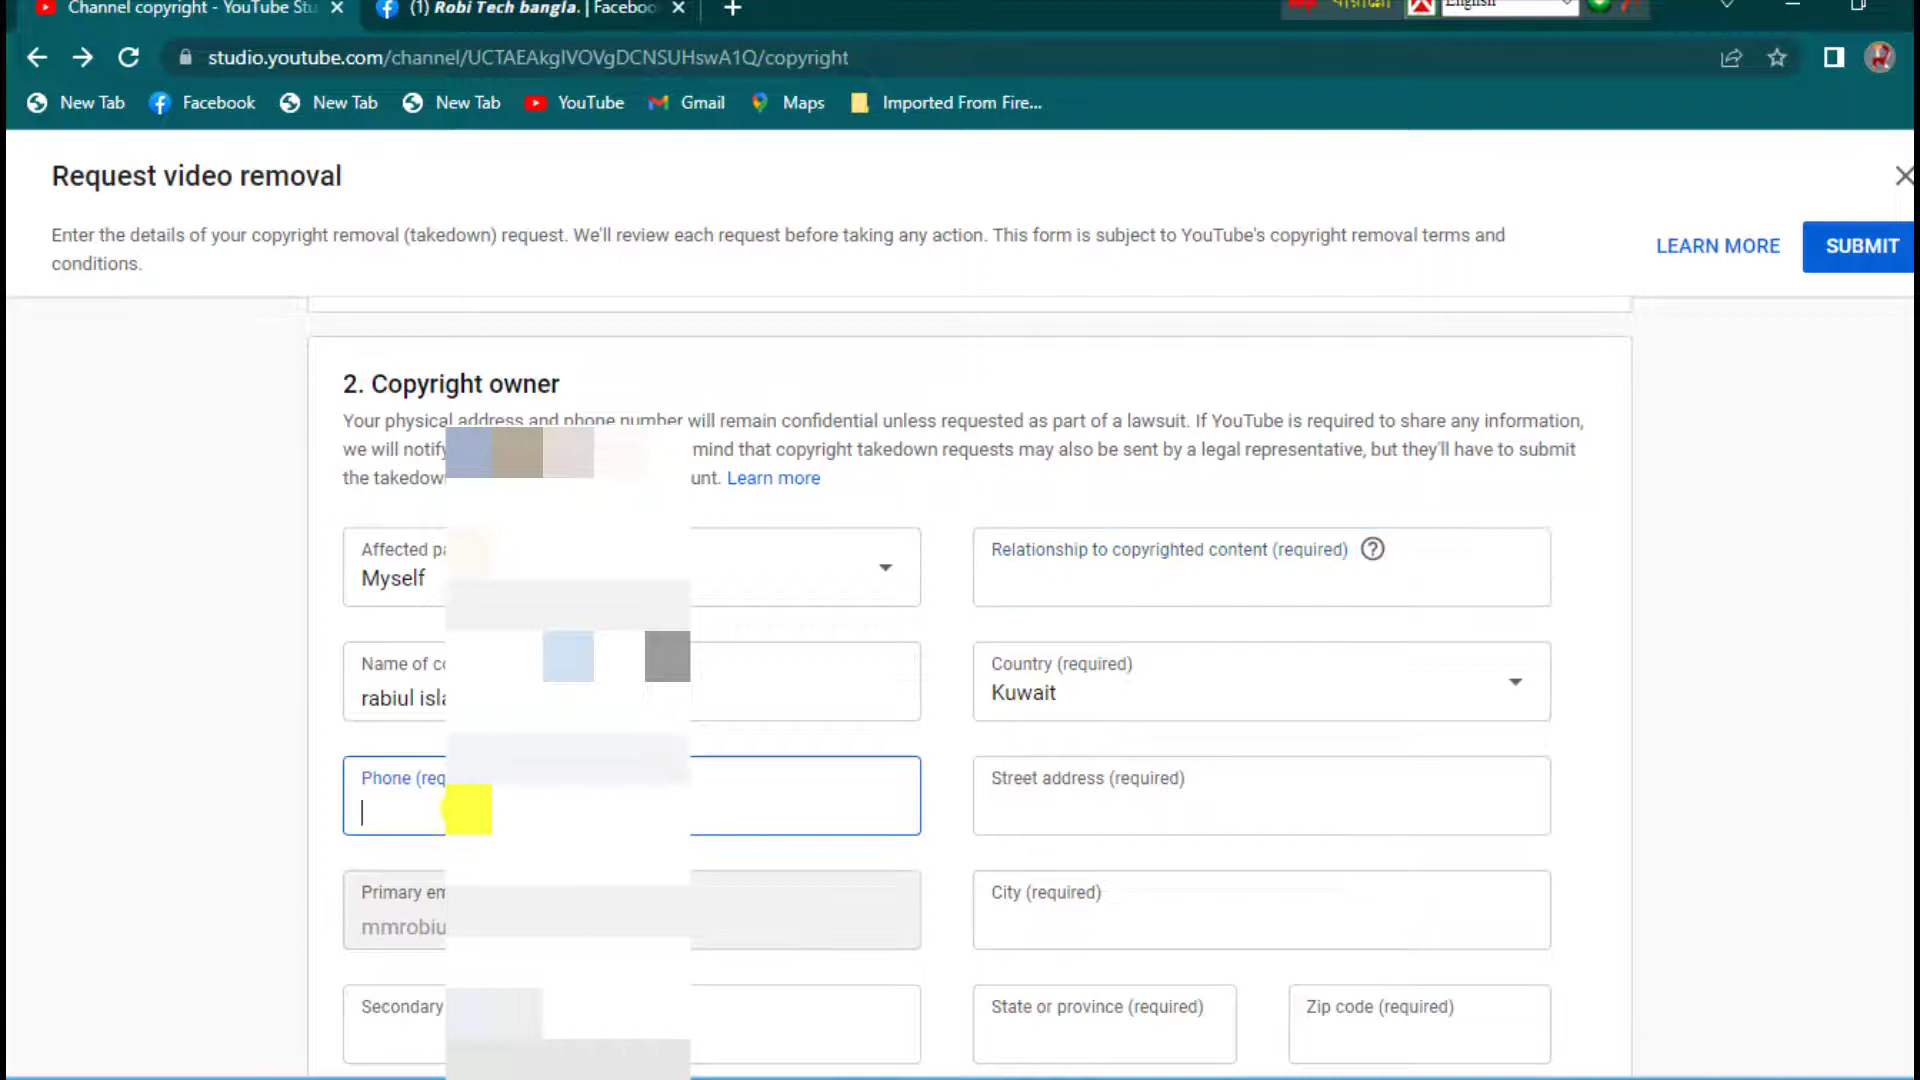 Channel copyright - YouTube Stu
(1) Robi Tech bangla. | Faceboo
English
studio.youtube.com/channel/UCTAEAkglVOVgDCNSUHswA1Q/copyright
New Tab Facebook New Tab New Tab YouTube Gmail Maps Imported From Fire...
Request video removal
Enter the details of your copyright removal (takedown) request. We'll review each request before taking any action. This form is subject to YouTube's copyright removal terms and
conditions.
LEARN MORE
SUBMIT
2. Copyright owner
Your physical address and phone number will remain confidential unless requested as part of a lawsuit. If YouTube is required to share any information,
we will notify mind that copyright takedown requests may also be sent by a legal representative, but they'll have to submit
the takedow unt. Learn more
Affected pa
Myself
Relationship to copyrighted content (required)
Name of co
rabiul isla
Country (required)
Kuwait
Phone (req
Street address (required)
Primary em
mmrobiu
City (required)
Secondary
State or province (required)
Zip code (required)